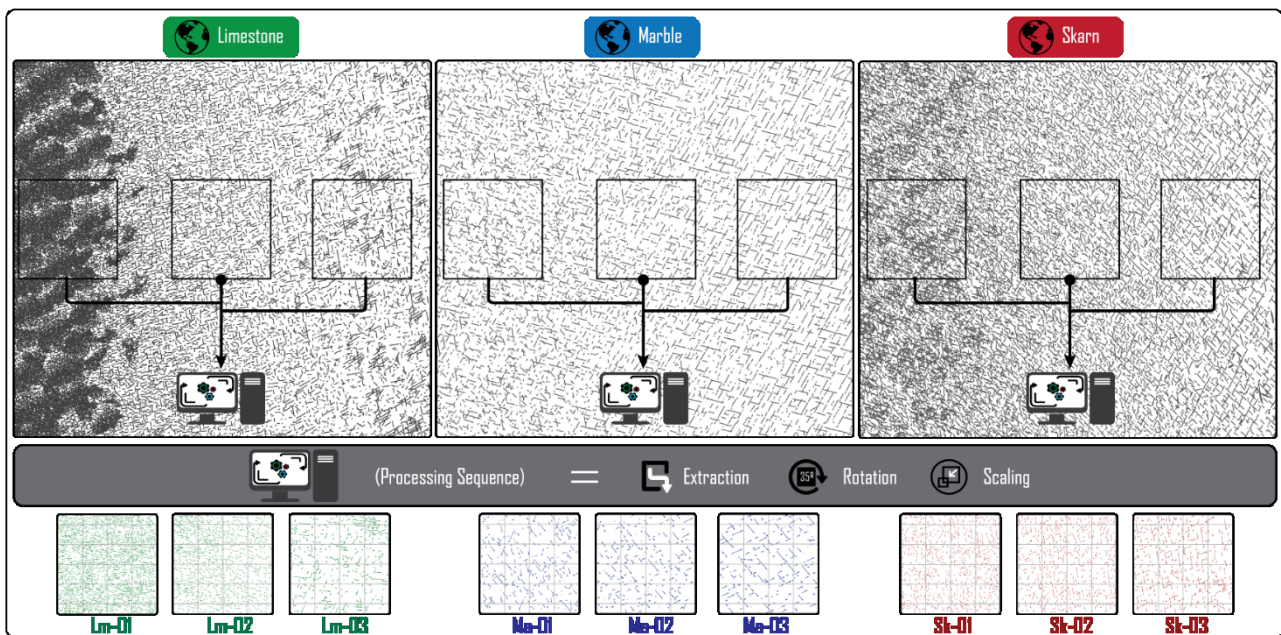 Limestone
Marble
Skarn
(Processing Sequence) = Extraction 35º Rotation Scaling
Lm-01 Lm-02 Lm-03 Ma-01 Ma-02 Ma-03 Sk-01 Sk-02 Sk-03